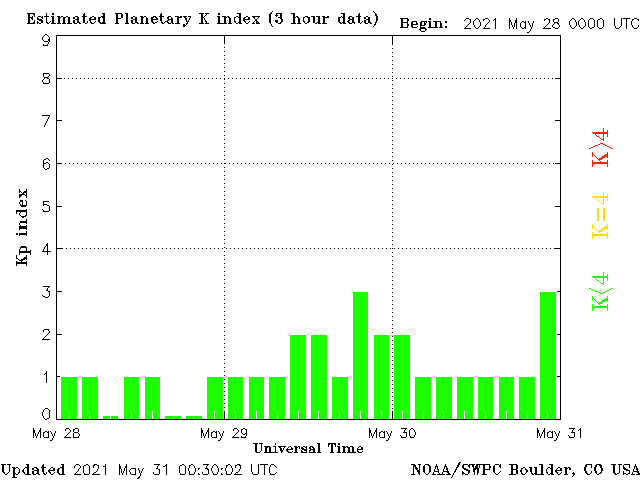 Estimated Planetary K index (3 hour data) Begin: 2021 May 28 0000 UTC
9
8
7
6
5
4
3
2
1
0
Kp index
K>4
K=4
K<4
May 28 May 29 May 30 May 31
Universal Time
Updated 2021 May 31 00:30:02 UTC NOAA/SWPC Boulder, CO USA